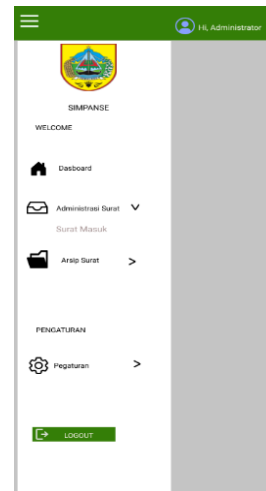 Hi, Administrator
SIMPANSE
WELCOME
Dasboard
Administrasi Surat
Surat Masuk
Arsip Surat
PENGATURAN
Pegaturan
LOGOUT